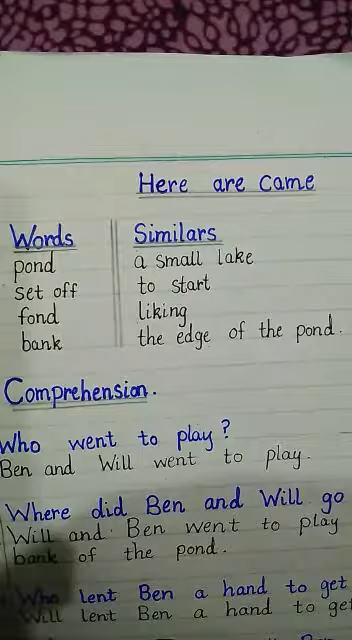 Here are came
Words Similars
pond a small lake
set off to start
fond liking
bank the edge of the pond.
Comprehension.
Who went to play?
Ben and Will went to play.
Where did Ben and Will go
Will and Ben went to play
bank of the pond.
Who lent Ben a hand to get
Will lent Ben a hand to get